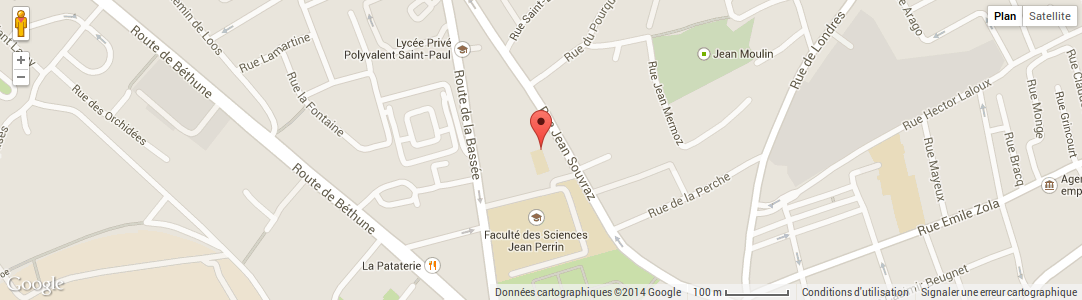 Route de Béthune
Chemin de Loos
Rue Lamartine
Rue la Fontaine
Rue des Orchidées
Route de Béthune
Lycée Privé
Polyvalent Saint-Paul
Route de la Bassée
Rue du Pourquoi
Jean Moulin
Rue Jean Mermoz
Rue de Londres
Arago
Plan
Satellite
Rue Hector Laloux
Rue Jean Souvraz
Rue de la Perche
Rue Mayeux
Rue Bracq
Rue Monge
Rue Grincourt
Rue Emile Zola
Beugnet
Faculté des Sciences
Jean Perrin
La Pataterie
Google
Données cartographiques ©2014 Google
100 m
Conditions d'utilisation
Signaler une erreur cartographique